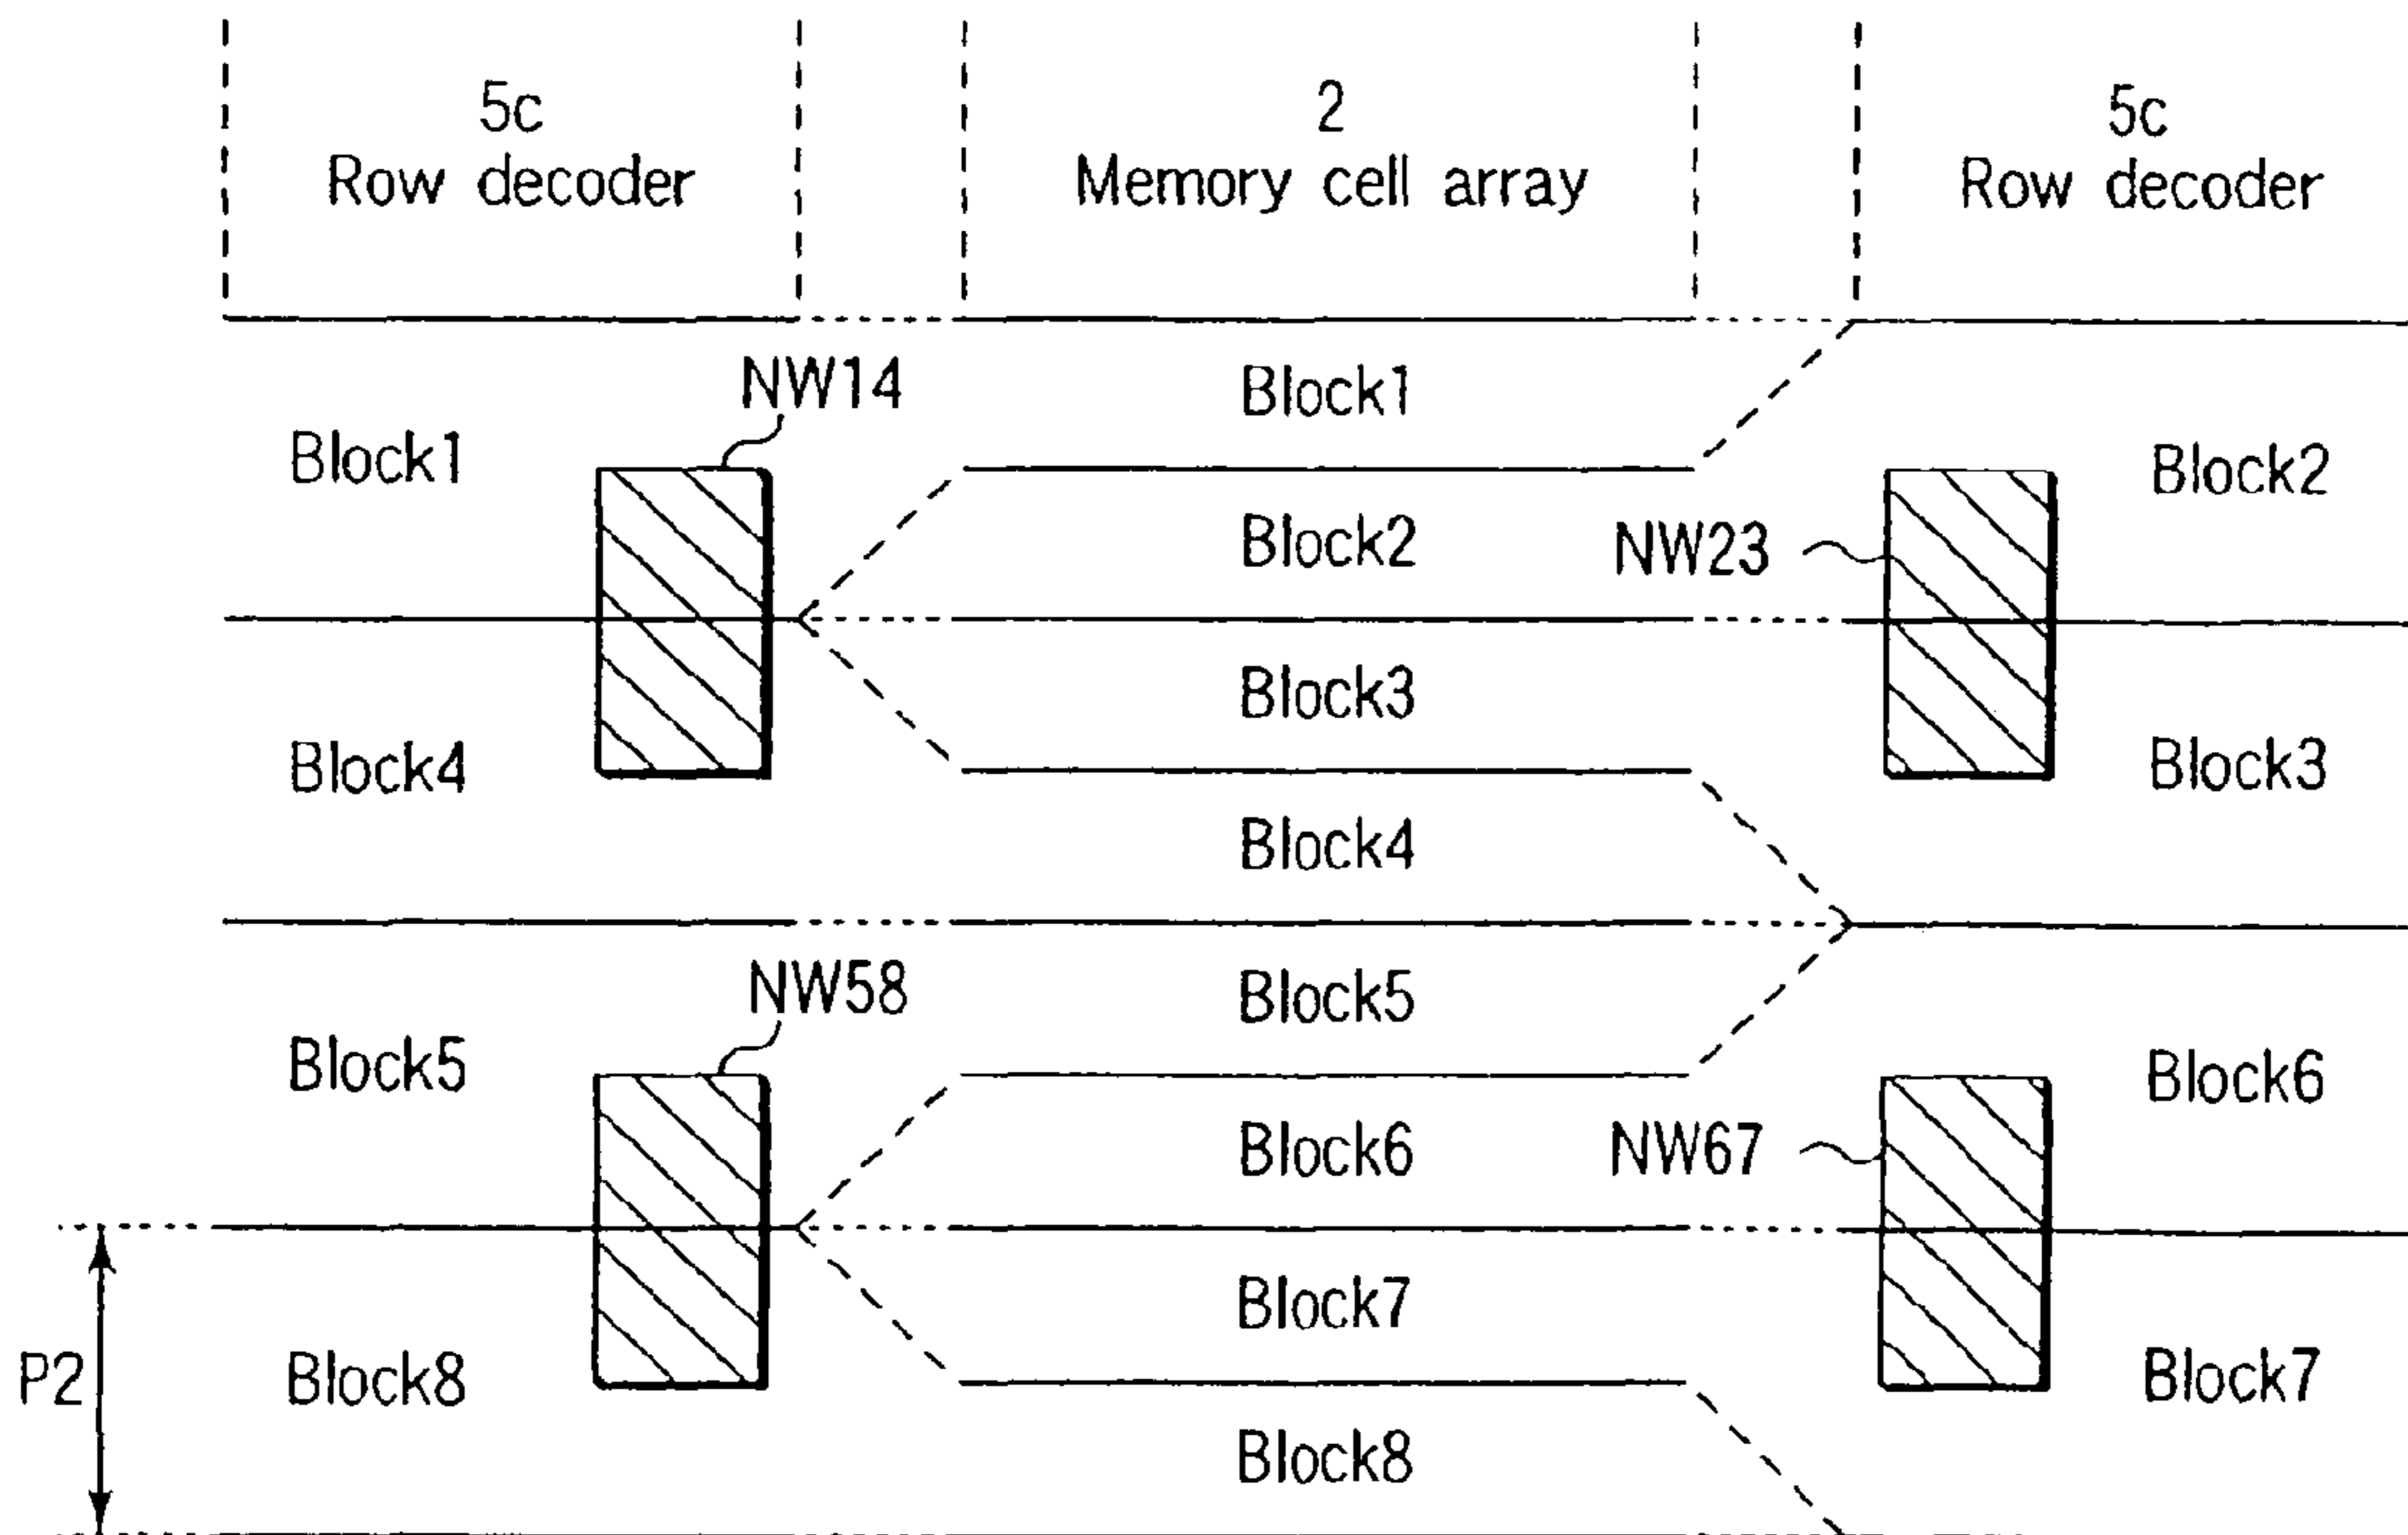 5c
Row decoder
2
Memory cell array
5c
Row decoder
NW14
Block1
Block1
Block2
Block2
NW23
Block3
Block4
Block3
Block4
NW58
Block5
Block5
Block6
Block6
NW67
Block7
P2
Block8
Block7
Block8